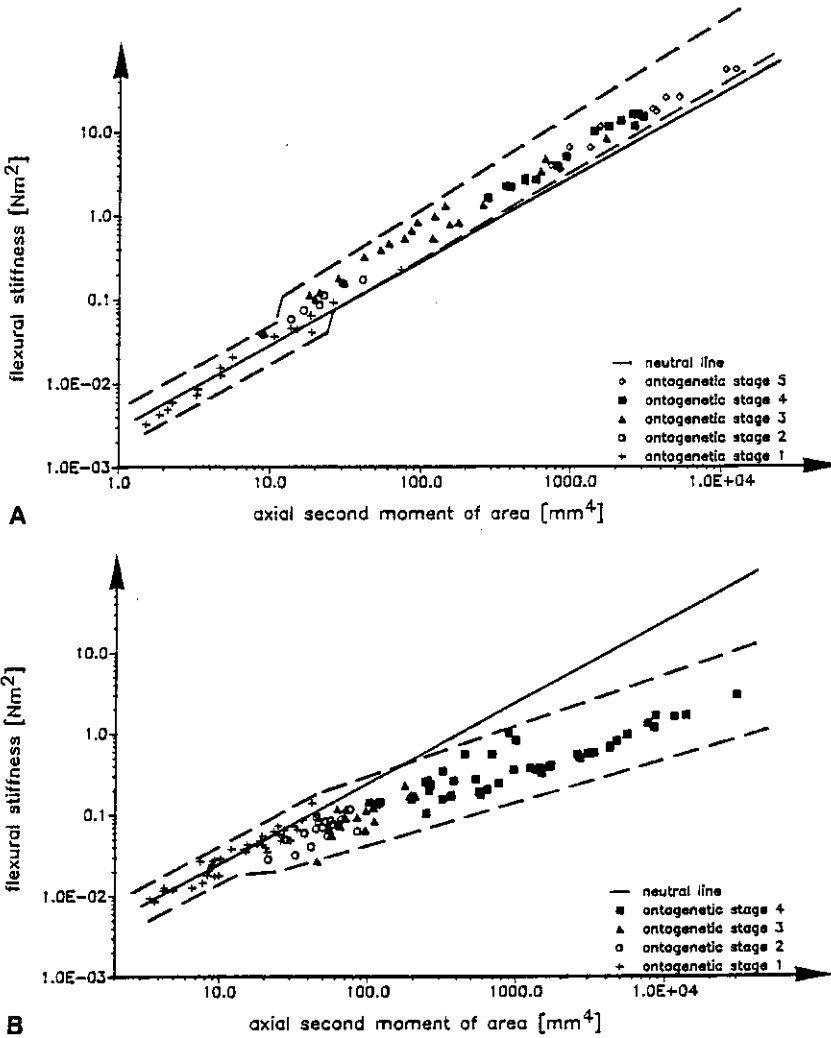 flexural stiffness [Nm²]
10.0
1.0
0.1
1.0E−02
1.0E−03
neutral line
ontogenetic stage 5
ontogenetic stage 4
ontogenetic stage 3
ontogenetic stage 2
ontogenetic stage 1
1.0 10.0 100.0 1000.0 1.0E+04
A
axial second moment of area [mm⁴]
flexural stiffness [Nm²]
10.0
1.0
0.1
1.0E−02
1.0E−03
neutral line
ontogenetic stage 4
ontogenetic stage 3
ontogenetic stage 2
ontogenetic stage 1
10.0 100.0 1000.0 1.0E+04
B
axial second moment of area [mm⁴]